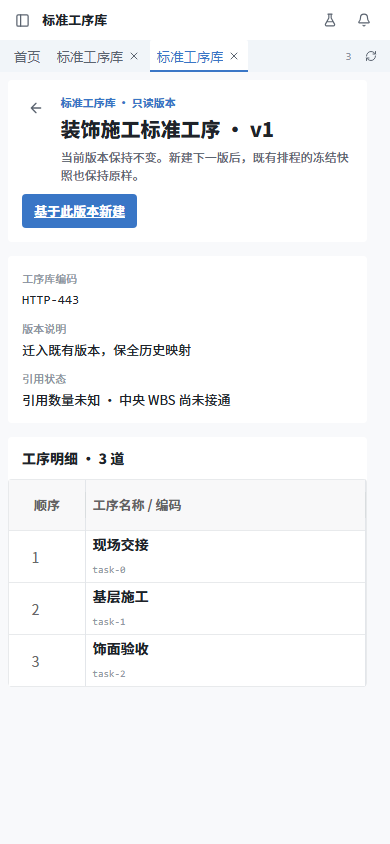 标准工序库
首页
标准工序库
标准工序库
3
标准工序库 • 只读版本
装饰施工标准工序 • v1
当前版本保持不变。新建下一版后，既有排程的冻结快
照也保持原样。
基于此版本新建
工序库编码
HTTP-443
版本说明
迁入既有版本，保全历史映射
引用状态
引用数量未知 • 中央 WBS 尚未接通
工序明细 • 3 道
顺序
工序名称 / 编码
1
现场交接
task-0
2
基层施工
task-1
3
饰面验收
task-2